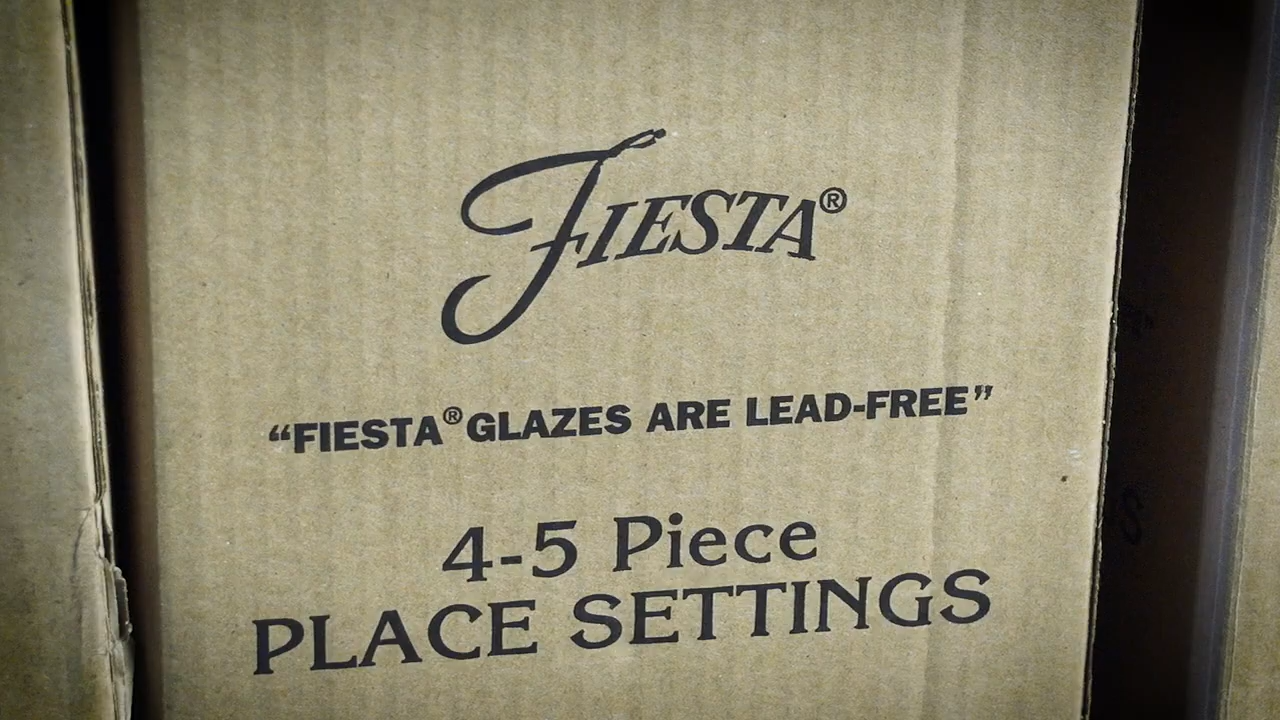 FIESTA®
“FIESTA® GLAZES ARE LEAD-FREE”
4-5 Piece
PLACE SETTINGS